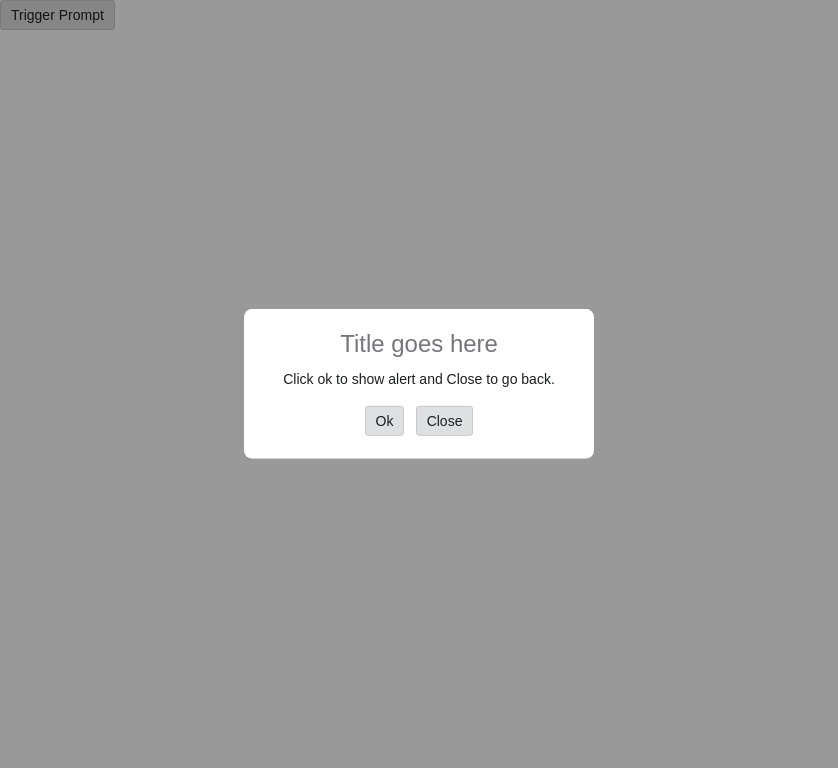 Trigger Prompt
Title goes here
Click ok to show alert and Close to go back.
Ok Close